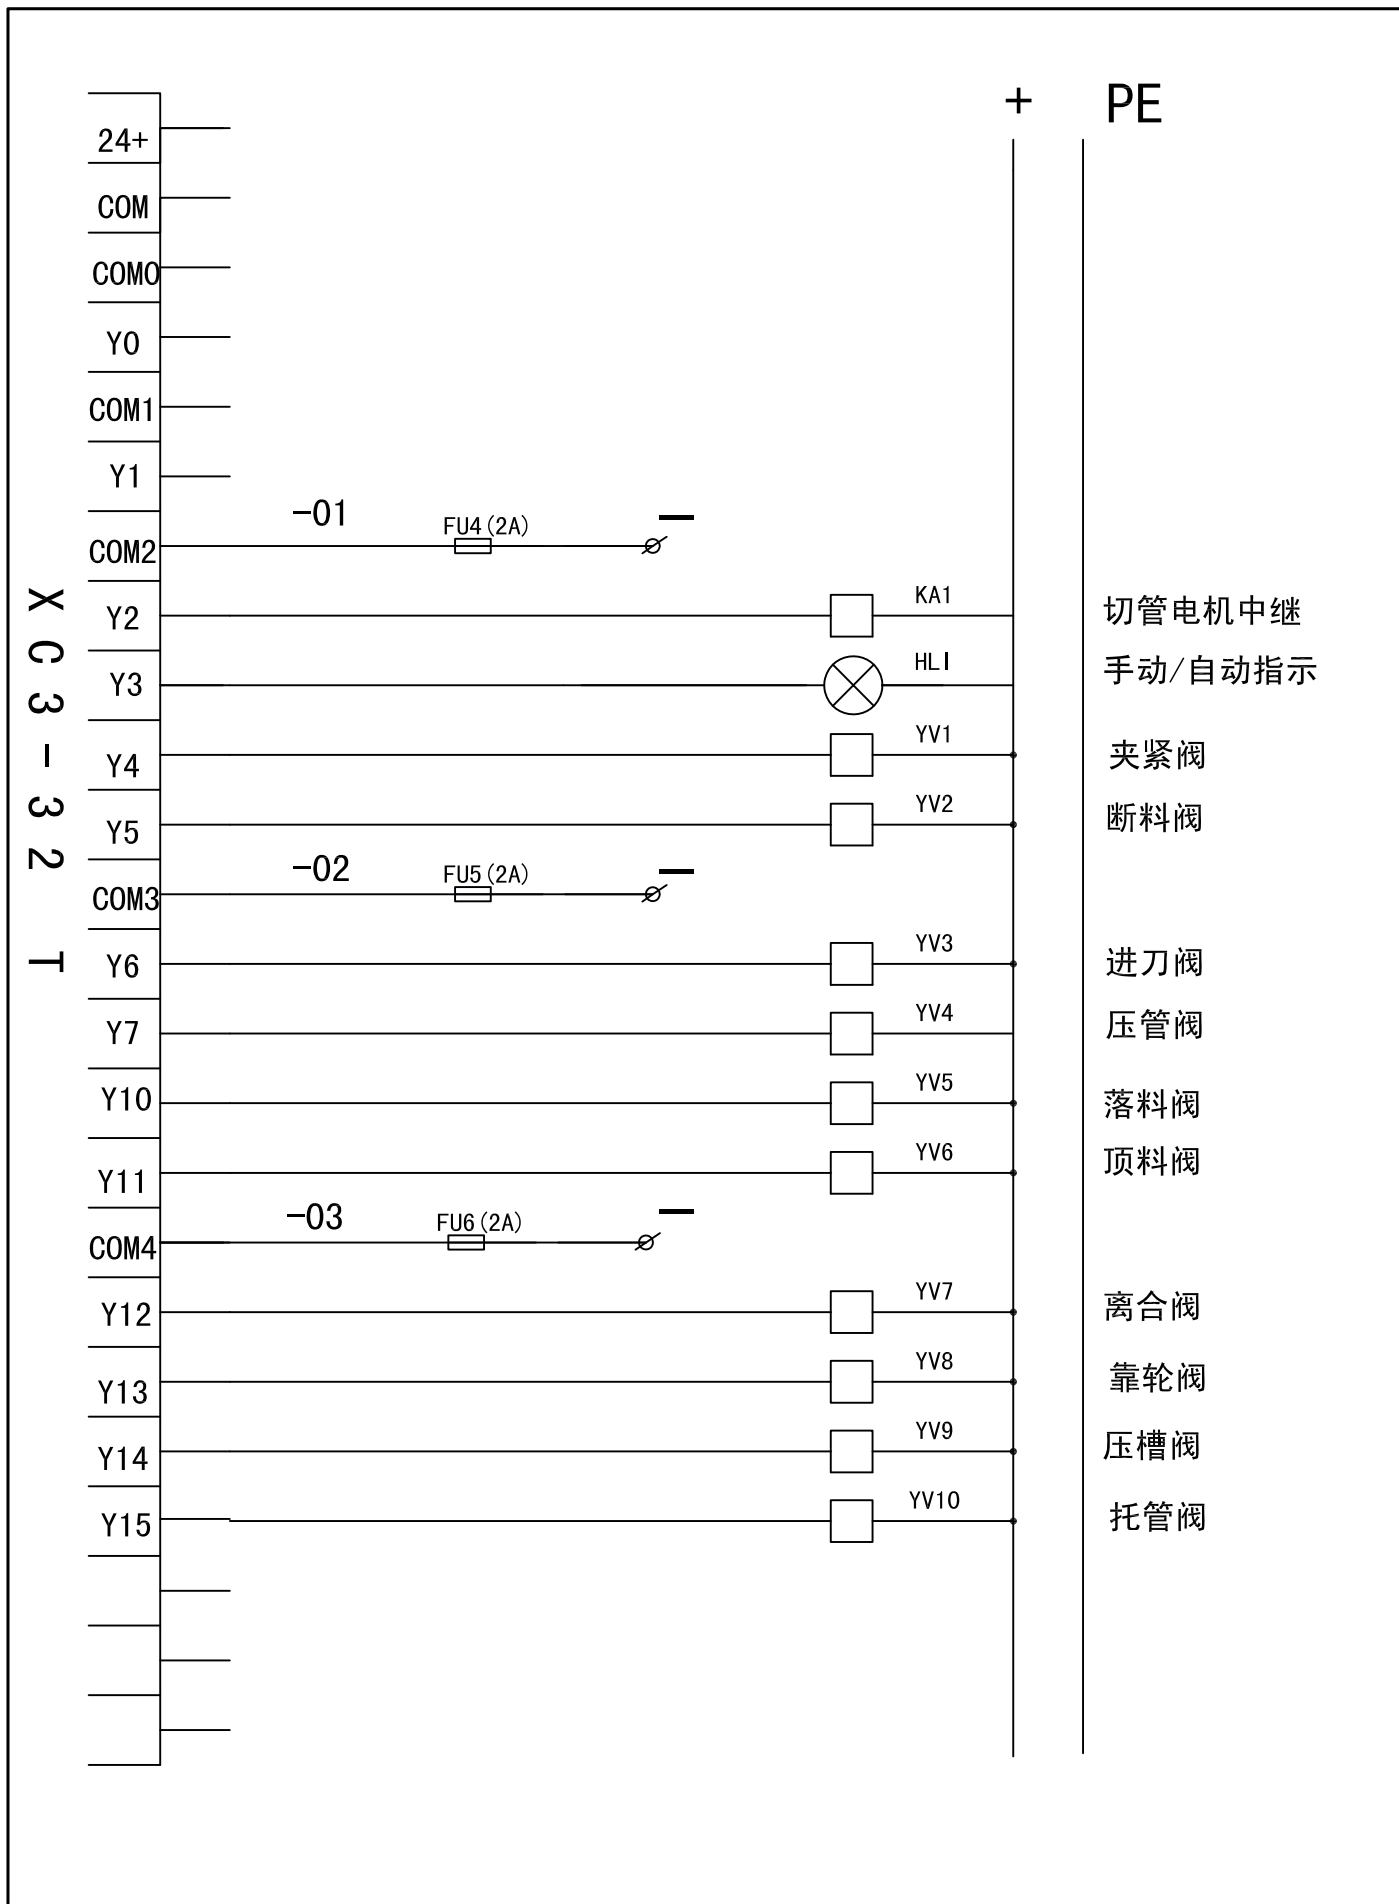 + PE
24+
COM
COM0
Y0
COM1
Y1
-01 FU4(2A) —
COM2
XC3-32T
Y2 KA1 切管电机中继
Y3 HLI 手动/自动指示
Y4 YV1 夹紧阀
Y5 YV2 断料阀
-02 FU5(2A) —
COM3
Y6 YV3 进刀阀
Y7 YV4 压管阀
Y10 YV5 落料阀
Y11 YV6 顶料阀
-03 FU6(2A) —
COM4
Y12 YV7 离合阀
Y13 YV8 靠轮阀
Y14 YV9 压槽阀
Y15 YV10 托管阀